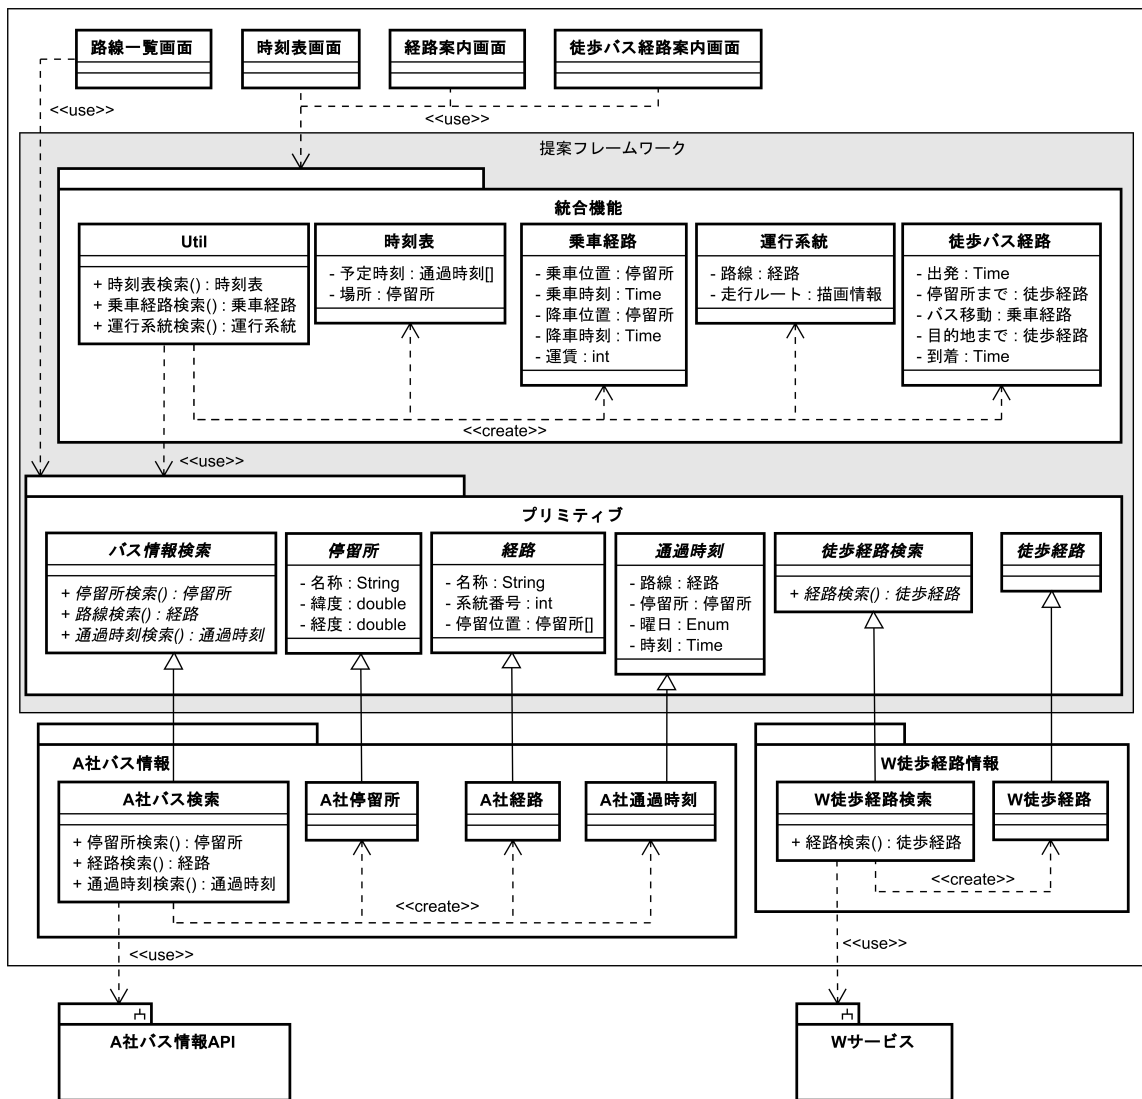 路線一覧画面
時刻表画面
経路案内画面
徒歩バス経路案内画面
<<use>>
<<use>>
提案フレームワーク
統合機能
Util
+ 時刻表検索() : 時刻表
+ 乗車経路検索() : 乗車経路
+ 運行系統検索() : 運行系統
時刻表
- 予定時刻 : 通過時刻[]
- 場所 : 停留所
乗車経路
- 乗車位置 : 停留所
- 乗車時刻 : Time
- 降車位置 : 停留所
- 降車時刻 : Time
- 運賃 : int
運行系統
- 路線 : 経路
- 走行ルート : 描画情報
徒歩バス経路
- 出発 : Time
- 停留所まで : 徒歩経路
- バス移動 : 乗車経路
- 目的地まで : 徒歩経路
- 到着 : Time
<<create>>
<<use>>
プリミティブ
バス情報検索
+ 停留所検索() : 停留所
+ 路線検索() : 経路
+ 通過時刻検索() : 通過時刻
停留所
- 名称 : String
- 緯度 : double
- 経度 : double
経路
- 名称 : String
- 系統番号 : int
- 停留位置 : 停留所[]
通過時刻
- 路線 : 経路
- 停留所 : 停留所
- 曜日 : Enum
- 時刻 : Time
徒歩経路検索
+ 経路検索() : 徒歩経路
徒歩経路
A社バス情報
A社バス検索
+ 停留所検索() : 停留所
+ 経路検索() : 経路
+ 通過時刻検索() : 通過時刻
A社停留所
A社経路
A社通過時刻
<<create>>
W徒歩経路情報
W徒歩経路検索
+ 経路検索() : 徒歩経路
W徒歩経路
<<create>>
<<use>>
<<use>>
A社バス情報API
Wサービス